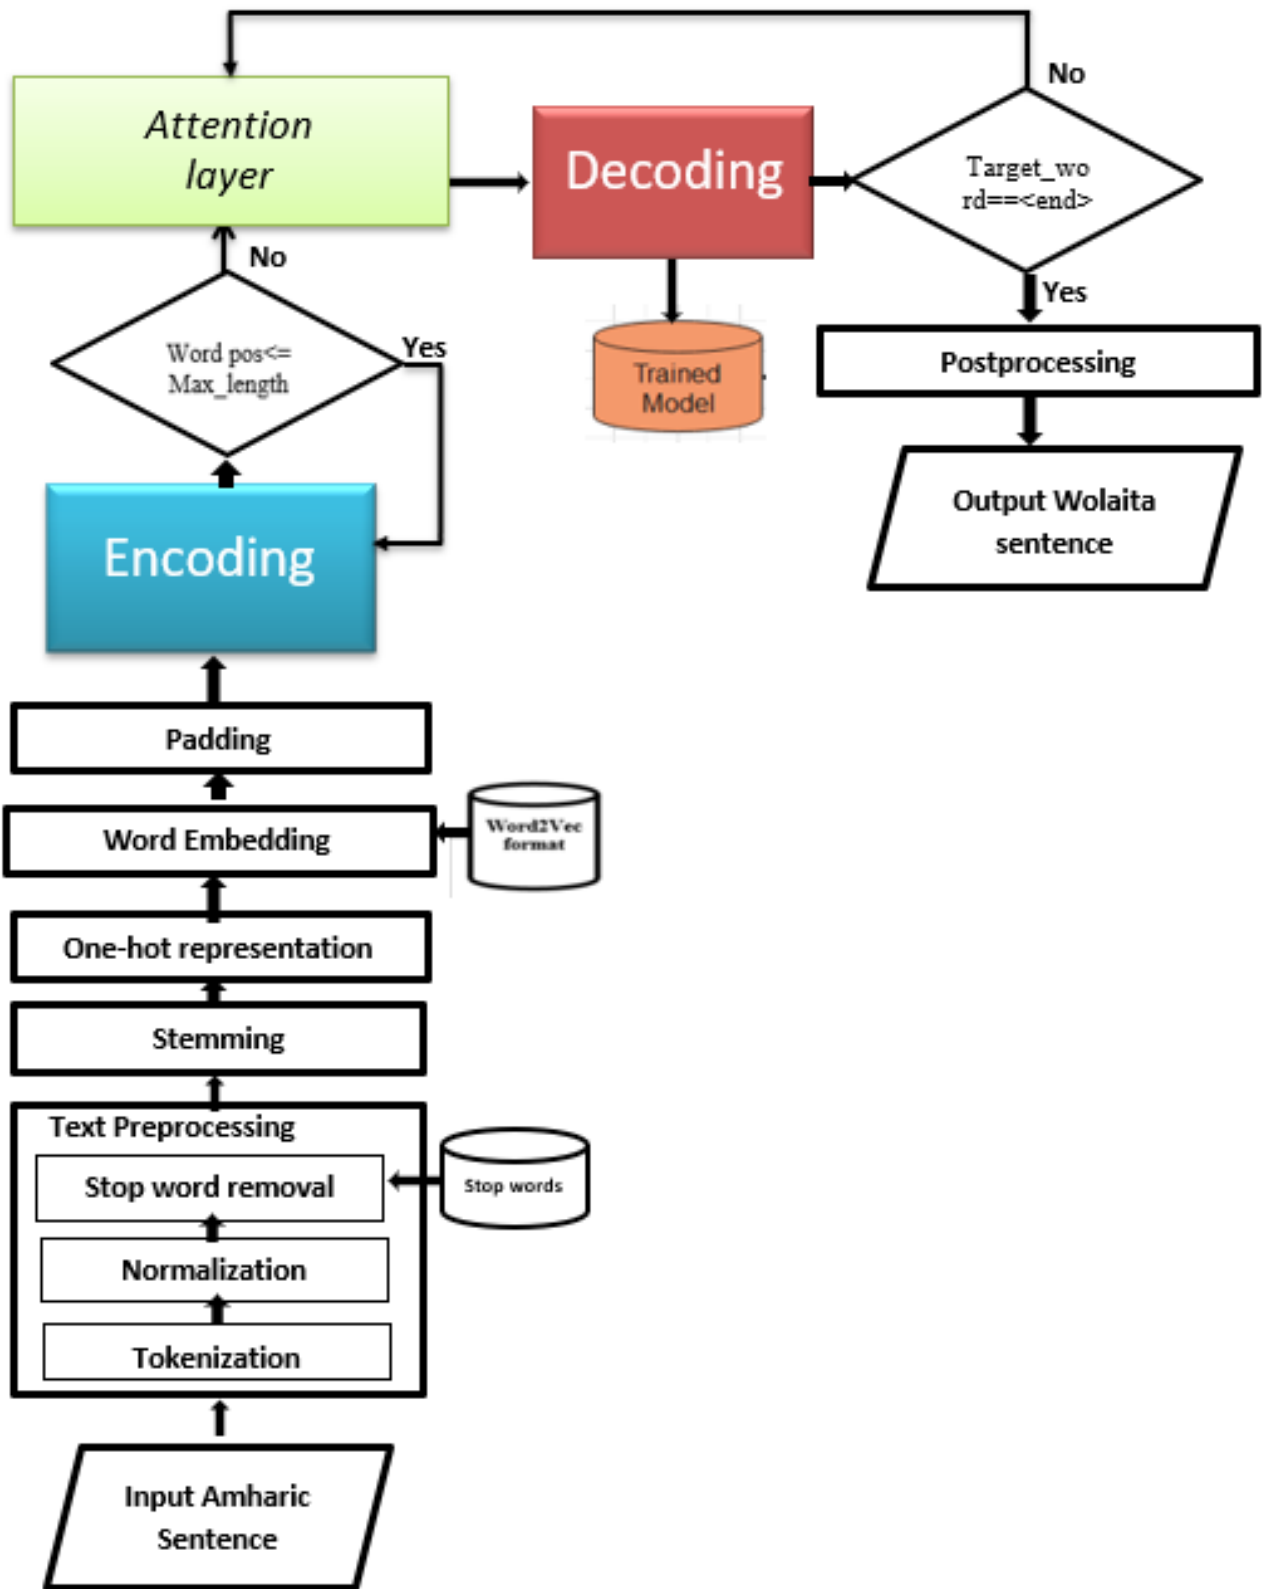 No
Attention
layer
Decoding
Target_wo
rd==<end>
No
Yes
Word pos<=
Max_length
Yes
Trained
Model
Postprocessing
Output Wolaita
sentence
Encoding
Padding
Word Embedding
Word2Vec
format
One-hot representation
Stemming
Text Preprocessing
Stop word removal
Stop words
Normalization
Tokenization
Input Amharic
Sentence